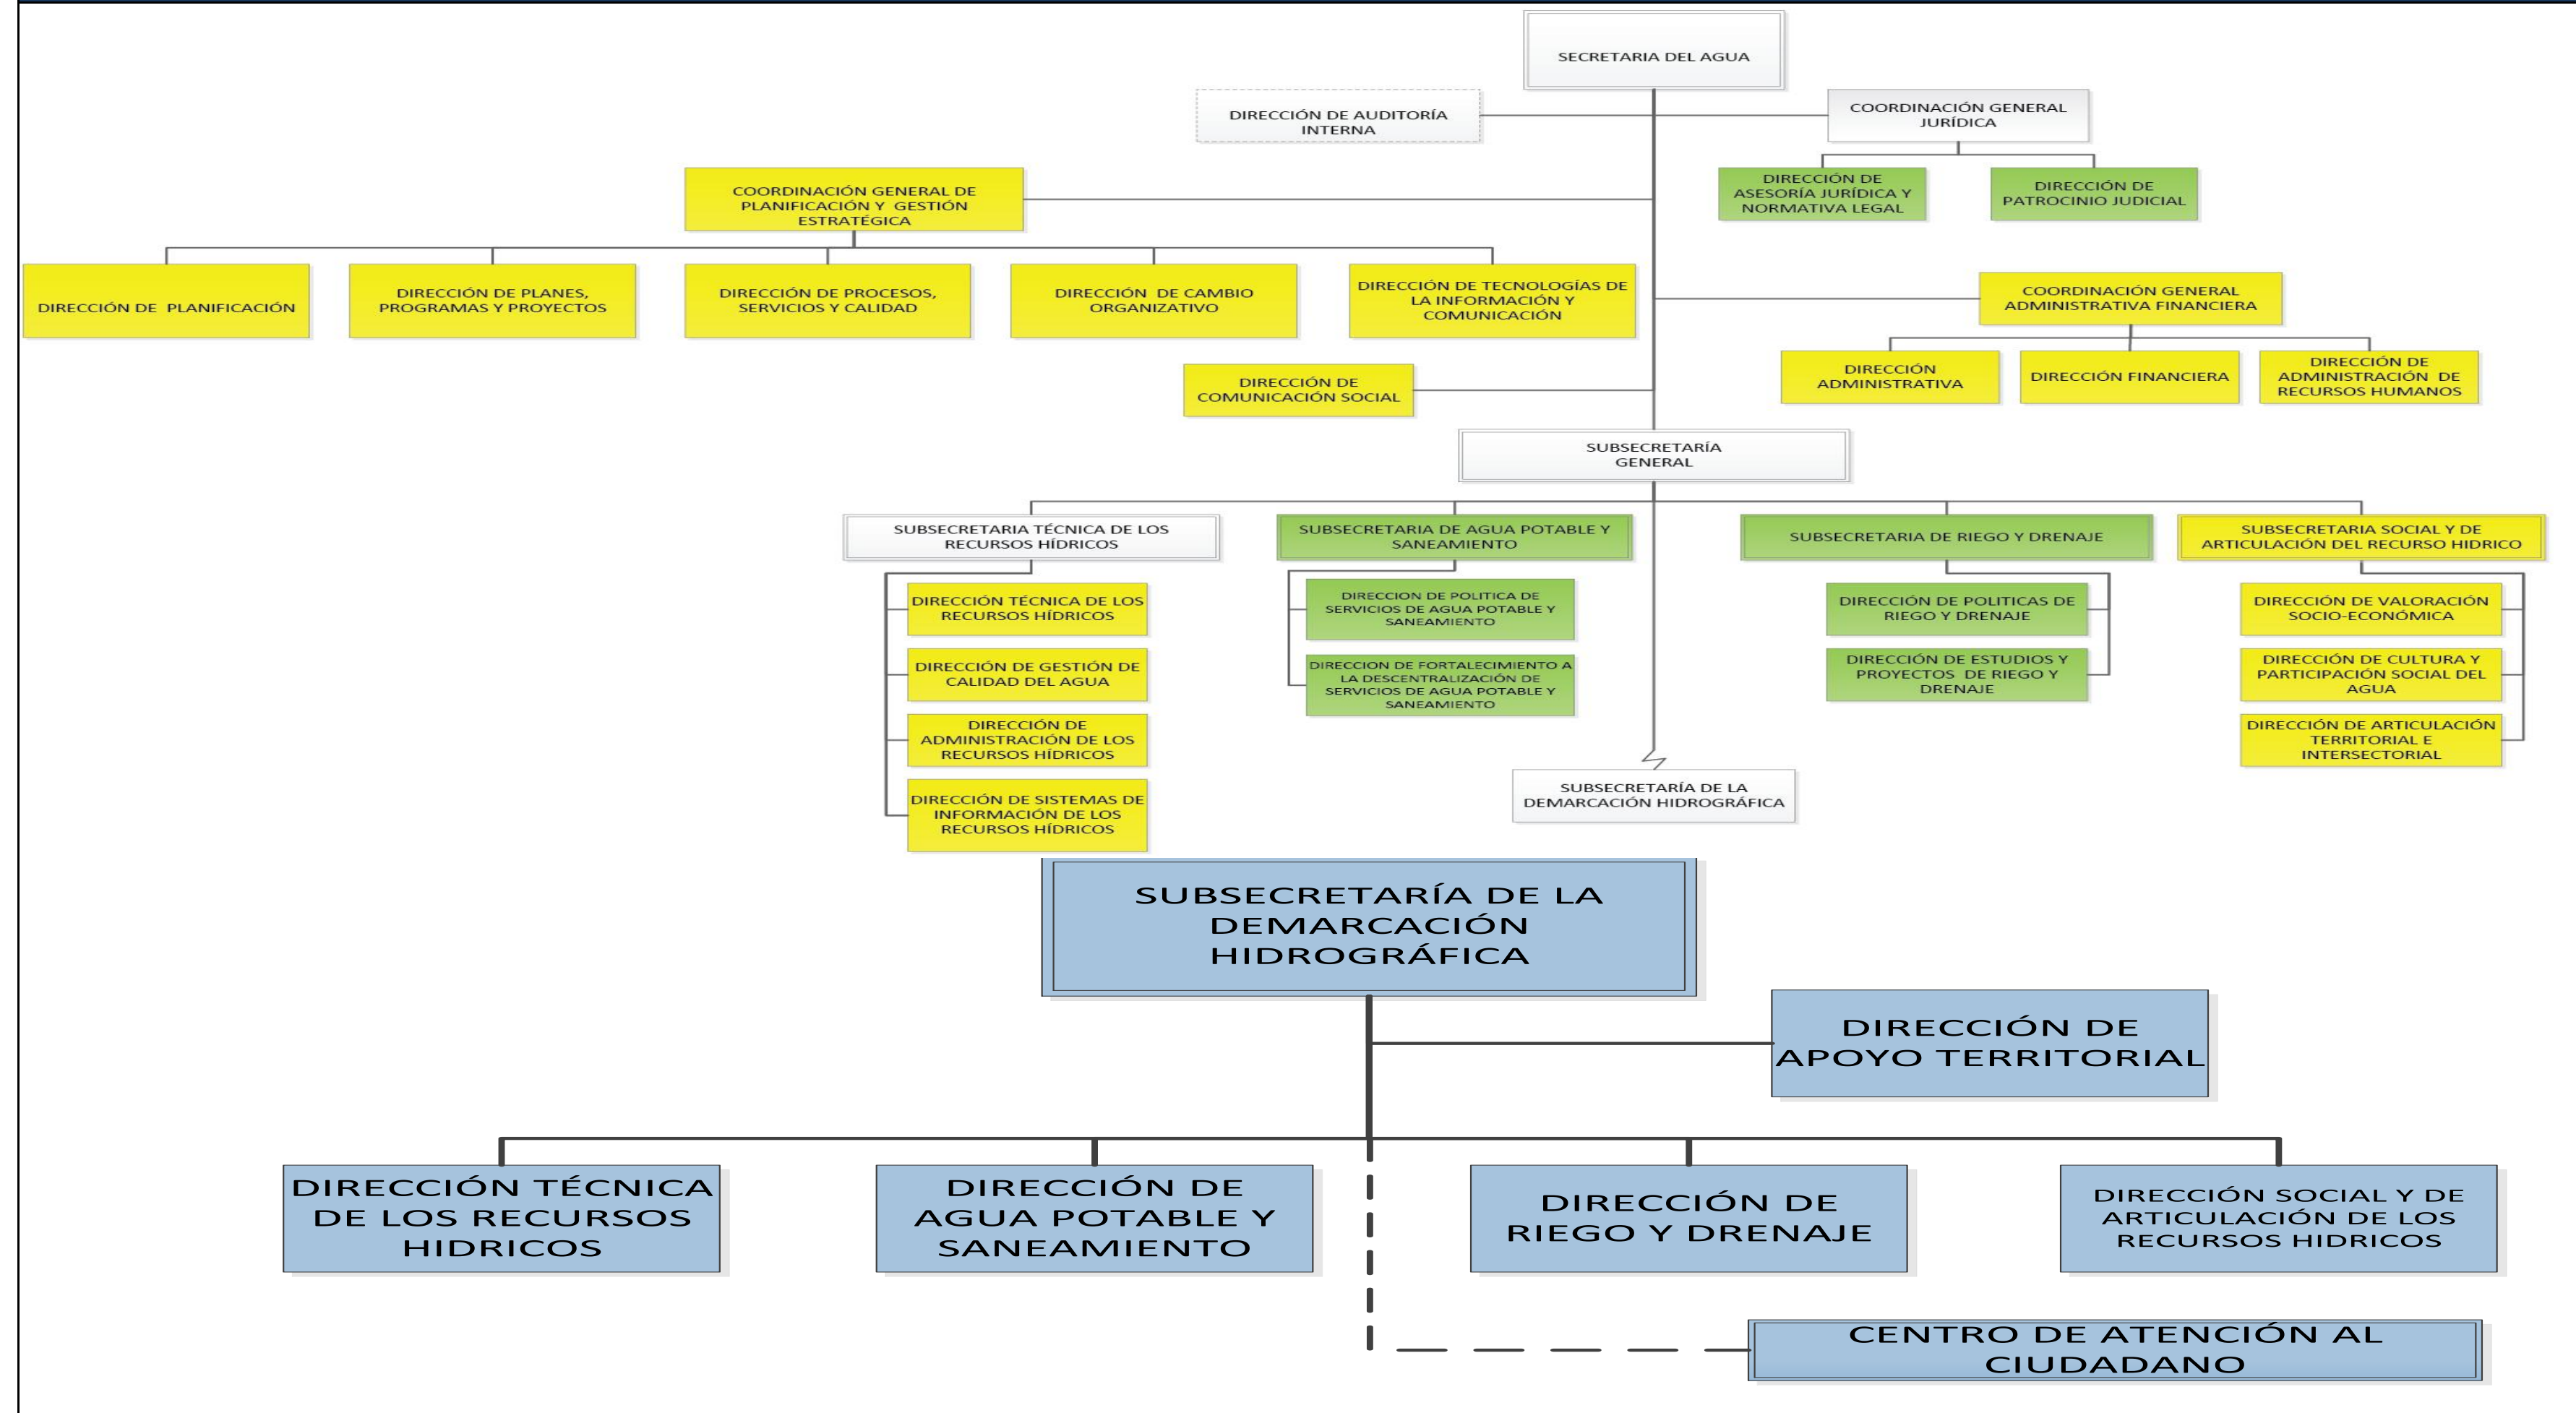 SECRETARIA DEL AGUA
DIRECCIÓN DE AUDITORÍA
INTERNA
COORDINACIÓN GENERAL
JURÍDICA
DIRECCIÓN DE
ASESORÍA JURÍDICA Y
NORMATIVA LEGAL
DIRECCIÓN DE
PATROCINIO JUDICIAL
COORDINACIÓN GENERAL DE
PLANIFICACIÓN Y GESTIÓN
ESTRATÉGICA
DIRECCIÓN DE PLANIFICACIÓN
DIRECCIÓN DE PLANES,
PROGRAMAS Y PROYECTOS
DIRECCIÓN DE PROCESOS,
SERVICIOS Y CALIDAD
DIRECCIÓN DE CAMBIO
ORGANIZATIVO
DIRECCIÓN DE TECNOLOGÍAS DE
LA INFORMACIÓN Y
COMUNICACIÓN
COORDINACIÓN GENERAL
ADMINISTRATIVA FINANCIERA
DIRECCIÓN
ADMINISTRATIVA
DIRECCIÓN FINANCIERA
DIRECCIÓN DE
ADMINISTRACIÓN DE
RECURSOS HUMANOS
DIRECCIÓN DE
COMUNICACIÓN SOCIAL
SUBSECRETARÍA
GENERAL
SUBSECRETARIA TÉCNICA DE LOS
RECURSOS HÍDRICOS
SUBSECRETARIA DE AGUA POTABLE Y
SANEAMIENTO
SUBSECRETARIA DE RIEGO Y DRENAJE
SUBSECRETARIA SOCIAL Y DE
ARTICULACIÓN DEL RECURSO HIDRICO
DIRECCIÓN TÉCNICA DE LOS
RECURSOS HÍDRICOS
DIRECCIÓN DE GESTIÓN DE
CALIDAD DEL AGUA
DIRECCIÓN DE
ADMINISTRACIÓN DE LOS
RECURSOS HÍDRICOS
DIRECCIÓN DE SISTEMAS DE
INFORMACIÓN DE LOS
RECURSOS HÍDRICOS
DIRECCION DE POLITICA DE
SERVICIOS DE AGUA POTABLE Y
SANEAMIENTO
DIRECCION DE FORTALECIMIENTO A
LA DESCENTRALIZACIÓN DE
SERVICIOS DE AGUA POTABLE Y
SANEAMIENTO
DIRECCIÓN DE POLITICAS DE
RIEGO Y DRENAJE
DIRECCIÓN DE ESTUDIOS Y
PROYECTOS DE RIEGO Y
DRENAJE
DIRECCIÓN DE VALORACIÓN
SOCIO-ECONÓMICA
DIRECCIÓN DE CULTURA Y
PARTICIPACIÓN SOCIAL DEL
AGUA
DIRECCIÓN DE ARTICULACIÓN
TERRITORIAL E
INTERSECTORIAL
SUBSECRETARÍA DE LA
DEMARCACIÓN HIDROGRÁFICA
SUBSECRETARÍA DE LA
DEMARCACIÓN
HIDROGRÁFICA
DIRECCIÓN DE
APOYO TERRITORIAL
DIRECCIÓN TÉCNICA
DE LOS RECURSOS
HIDRICOS
DIRECCIÓN DE
AGUA POTABLE Y
SANEAMIENTO
DIRECCIÓN DE
RIEGO Y DRENAJE
DIRECCIÓN SOCIAL Y DE
ARTICULACIÓN DE LOS
RECURSOS HIDRICOS
CENTRO DE ATENCIÓN AL
CIUDADANO